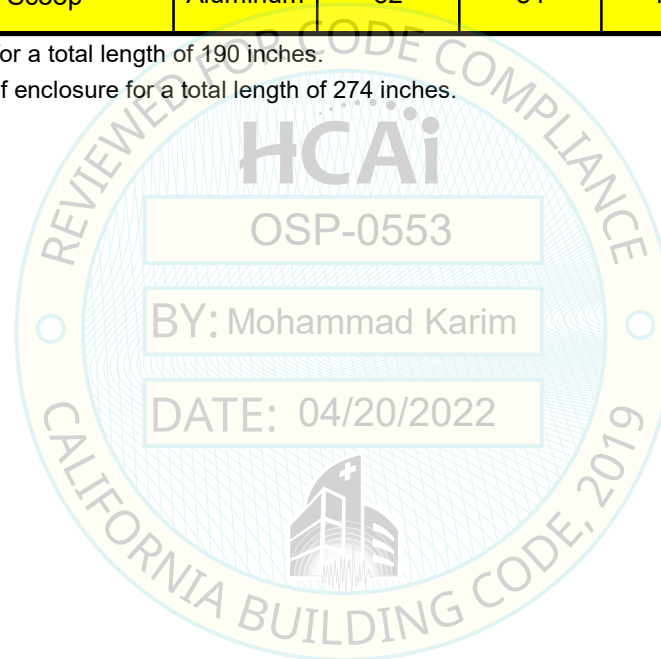 Scoop Aluminum
for a total length of 190 inches.
f enclosure for a total length of 274 inches.
REVIEWED FOR CODE COMPLIANCE
HCAi
OSP-0553
BY: Mohammad Karim
DATE: 04/20/2022
CALIFORNIA BUILDING CODE, 2019